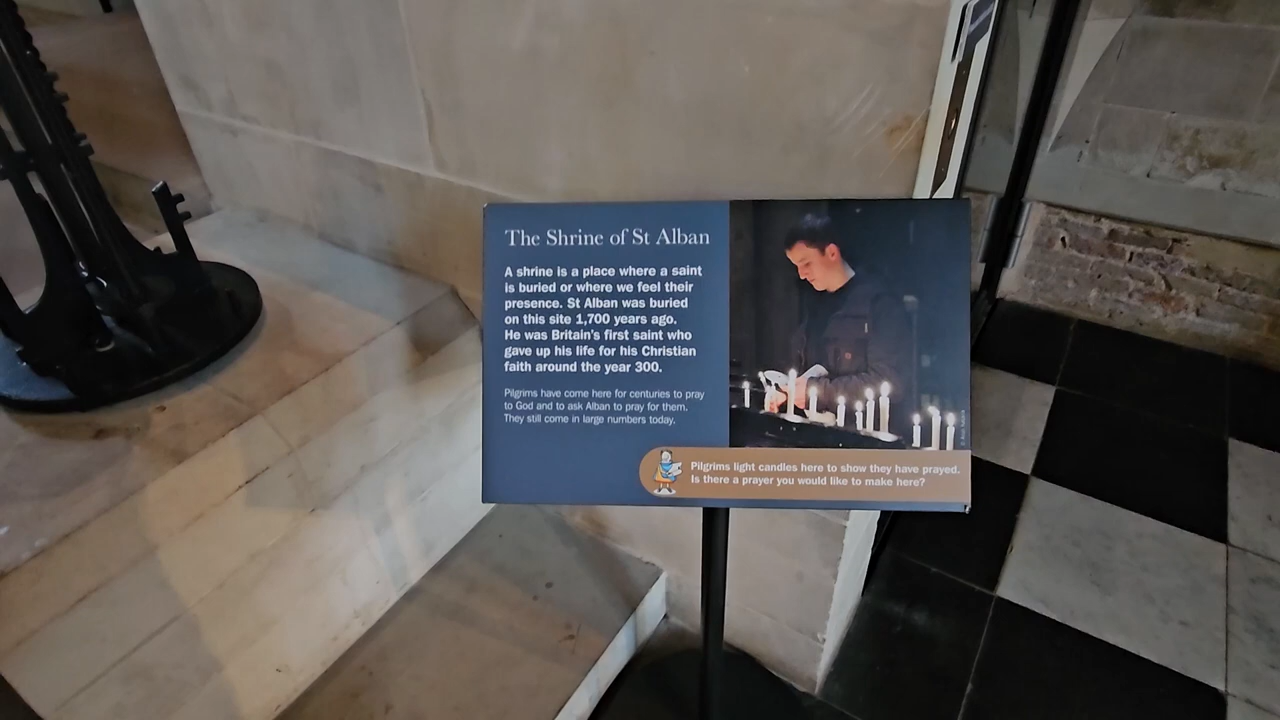 The Shrine of St Alban
A shrine is a place where a saint
is buried or where we feel their
presence. St Alban was buried
on this site 1,700 years ago.
He was Britain's first saint who
gave up his life for his Christian
faith around the year 300.
Pilgrims have come here for centuries to pray
to God and to ask Alban to pray for them.
They still come in large numbers today.
Pilgrims light candles here to show they have prayed.
Is there a prayer you would like to make here?